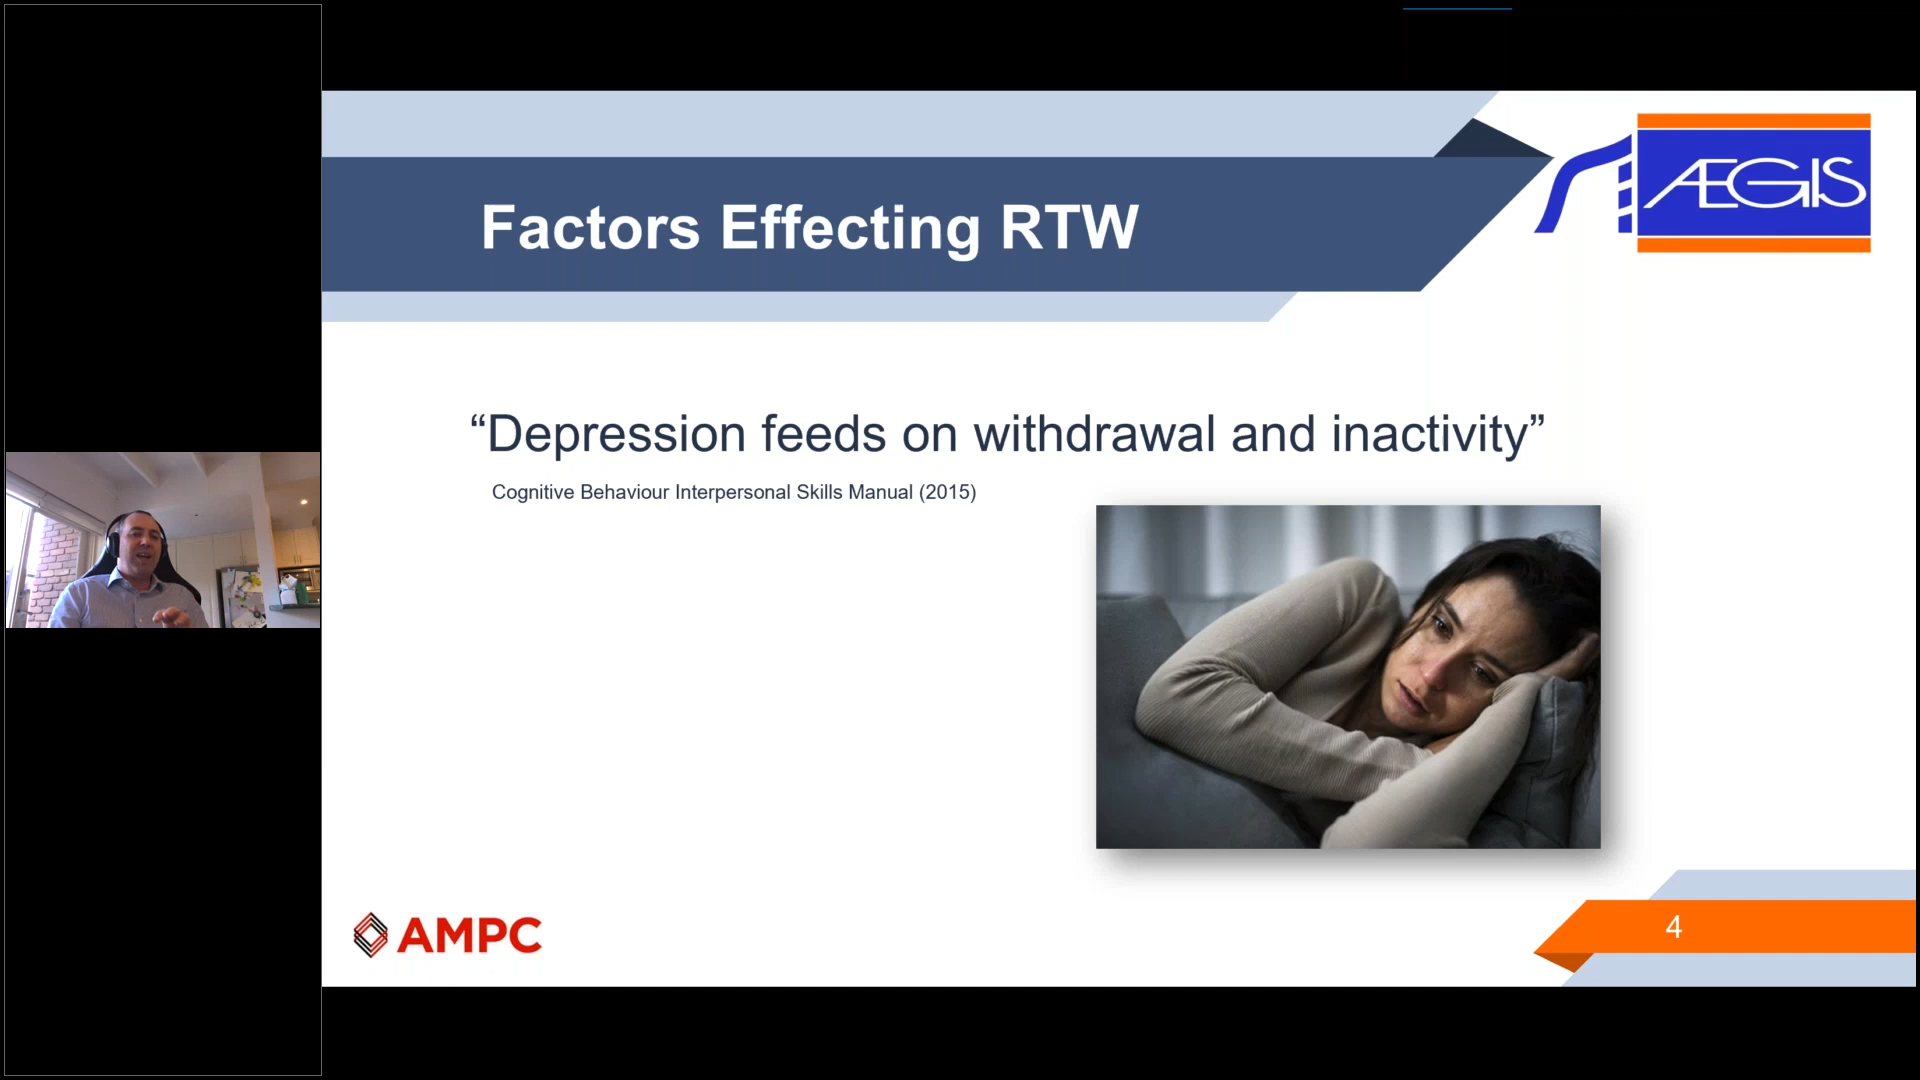 Factors Effecting RTW
ÆGIS
“Depression feeds on withdrawal and inactivity”
Cognitive Behaviour Interpersonal Skills Manual (2015)
AMPC
4